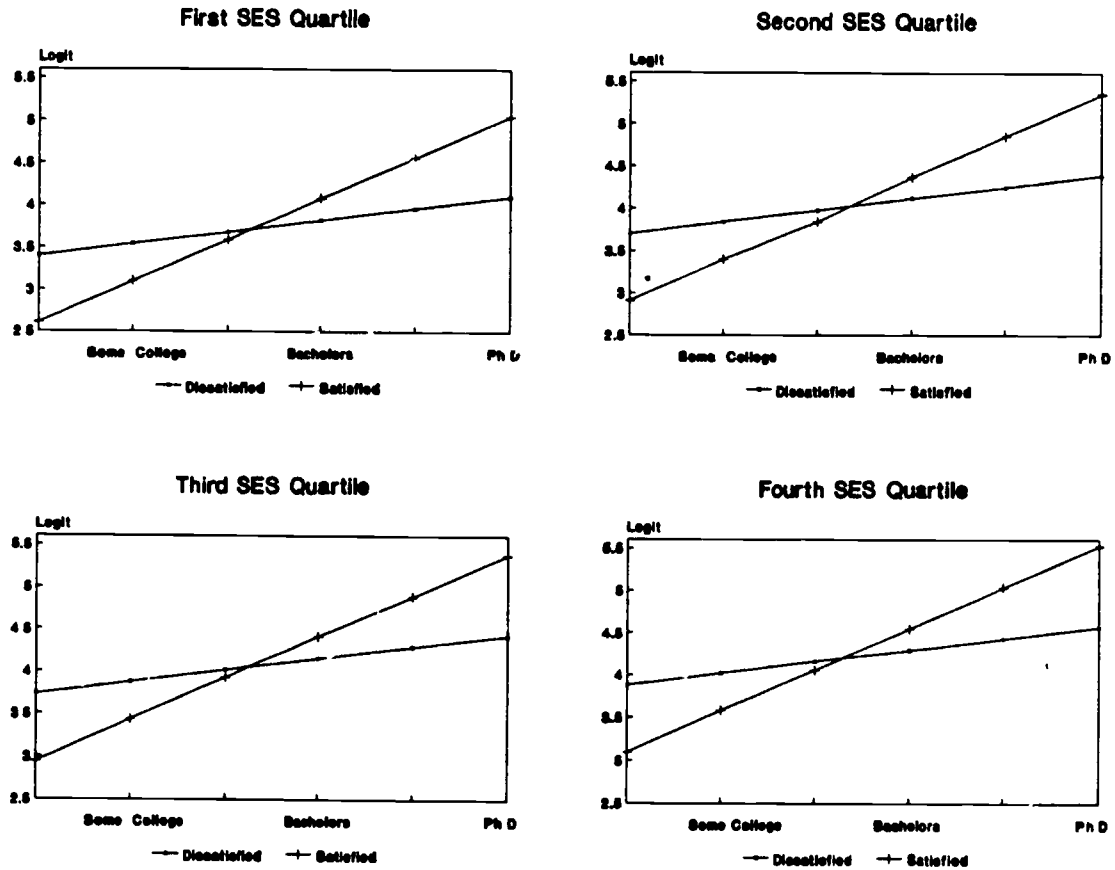 First SES Quartile
Logit
5.5
5
4.5
4
3.5
3
2.5
Some College Bachelors Ph D
Dissatisfied Satisfied
Second SES Quartile
Logit
5.5
5
4.5
4
3.5
3
2.5
Some College Bachelors Ph D
Dissatisfied Satisfied
Third SES Quartile
Logit
5.5
5
4.5
4
3.5
3
2.5
Some College Bachelors Ph D
Dissatisfied Satisfied
Fourth SES Quartile
Logit
5.5
5
4.5
4
3.5
3
2.5
Some College Bachelors Ph D
Dissatisfied Satisfied